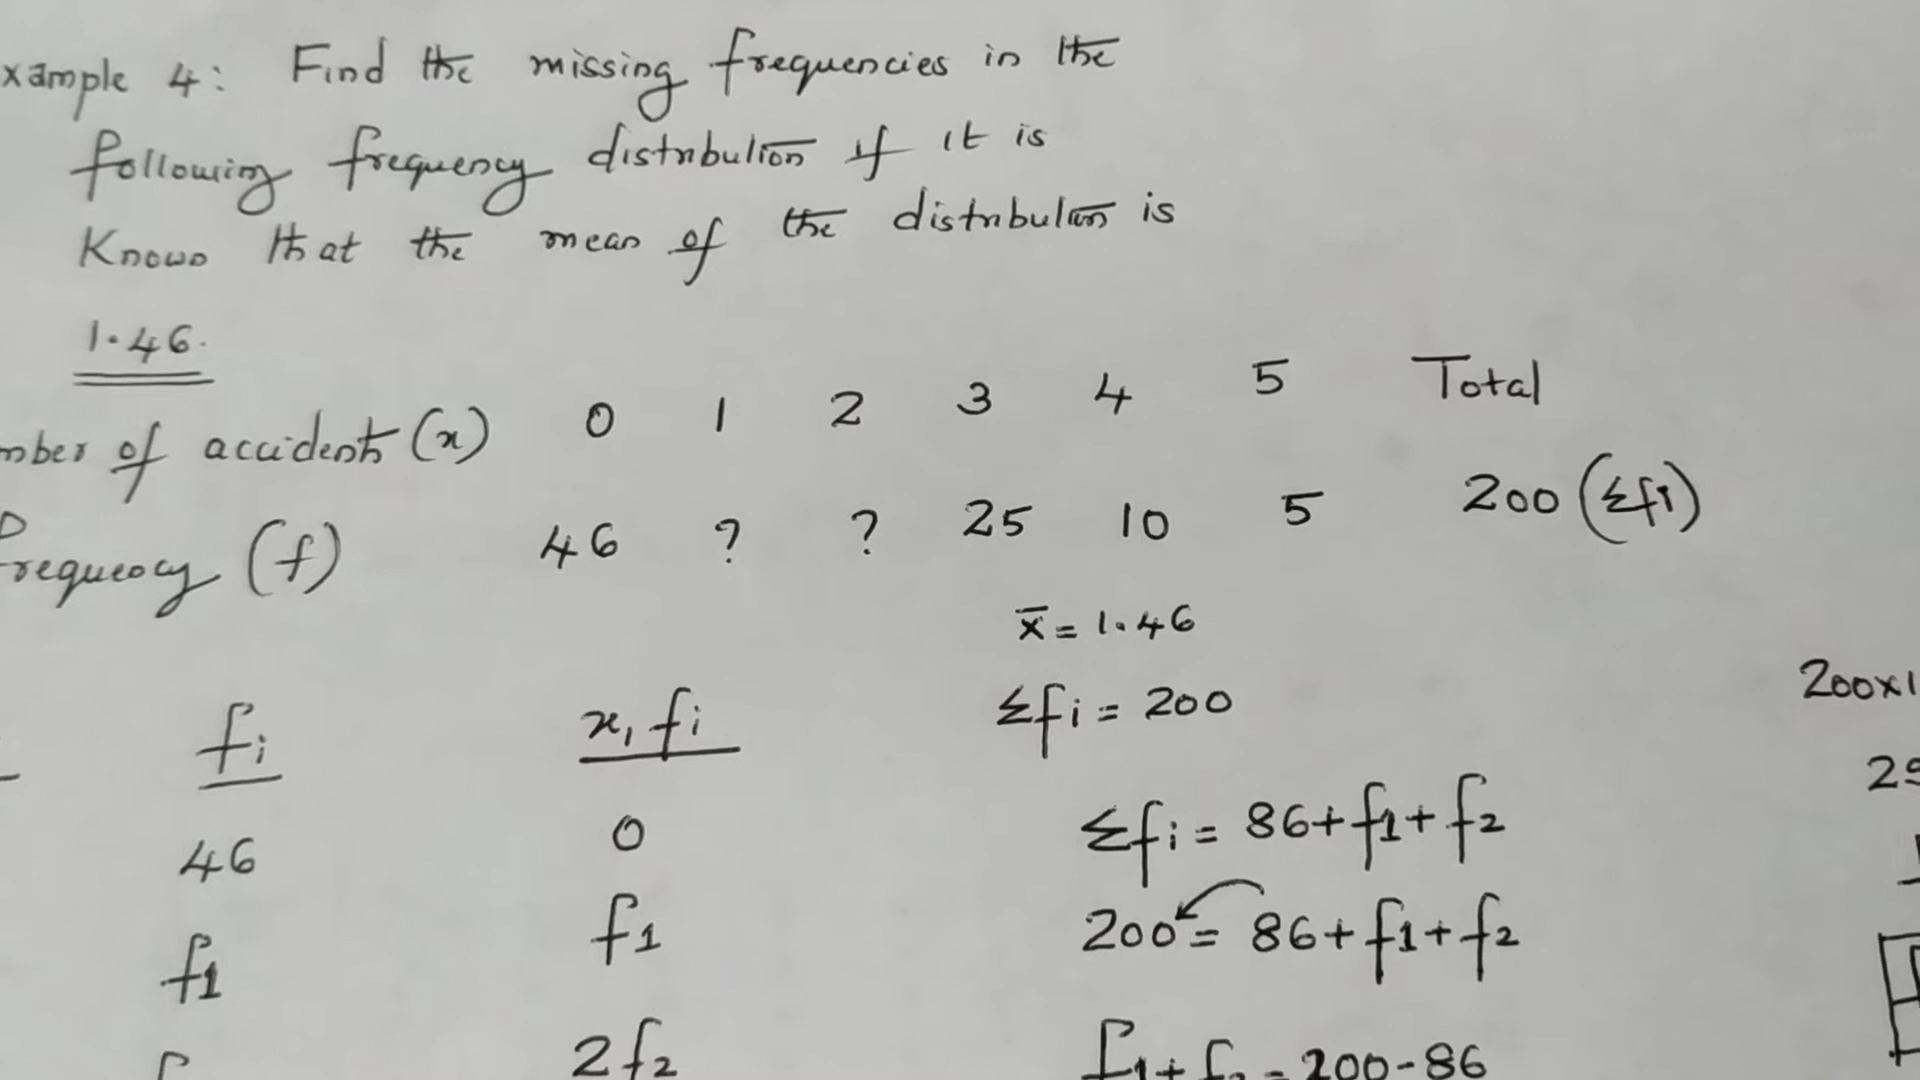 xample 4: Find the missing frequencies in the
following frequency distribution if it is
Known that the mean of the distribution is
1.46.
mber of accidents (x) 0 1 2 3 4 5 Total
Frequency (f) 46 ? ? 25 10 5 200 (Σfi)
x̄ = 1.46
fi xi fi Σfi = 200 200x1
46 0 Σfi = 86+f1+f2
f1 f1 200 = 86+f1+f2
2f2 f1+f2 = 200-86